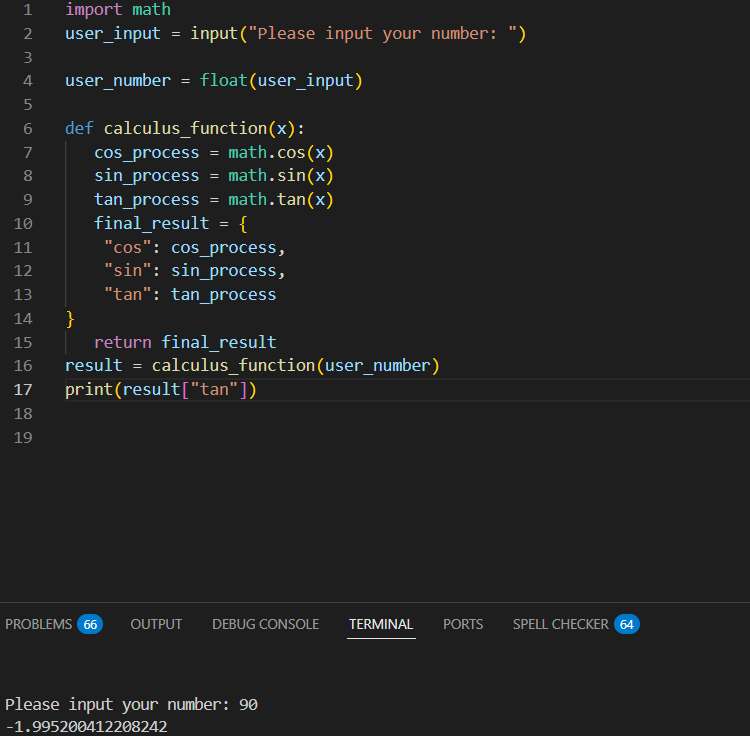 1 import math
2 user_input = input("Please input your number: ")
3
4 user_number = float(user_input)
5
6 def calculus_function(x):
7    cos_process = math.cos(x)
8    sin_process = math.sin(x)
9    tan_process = math.tan(x)
10    final_result = {
11     "cos": cos_process,
12     "sin": sin_process,
13     "tan": tan_process
14 }
15    return final_result
16 result = calculus_function(user_number)
17 print(result["tan"])
18
19
PROBLEMS 66 OUTPUT DEBUG CONSOLE TERMINAL PORTS SPELL CHECKER 64
Please input your number: 90
-1.995200412208242